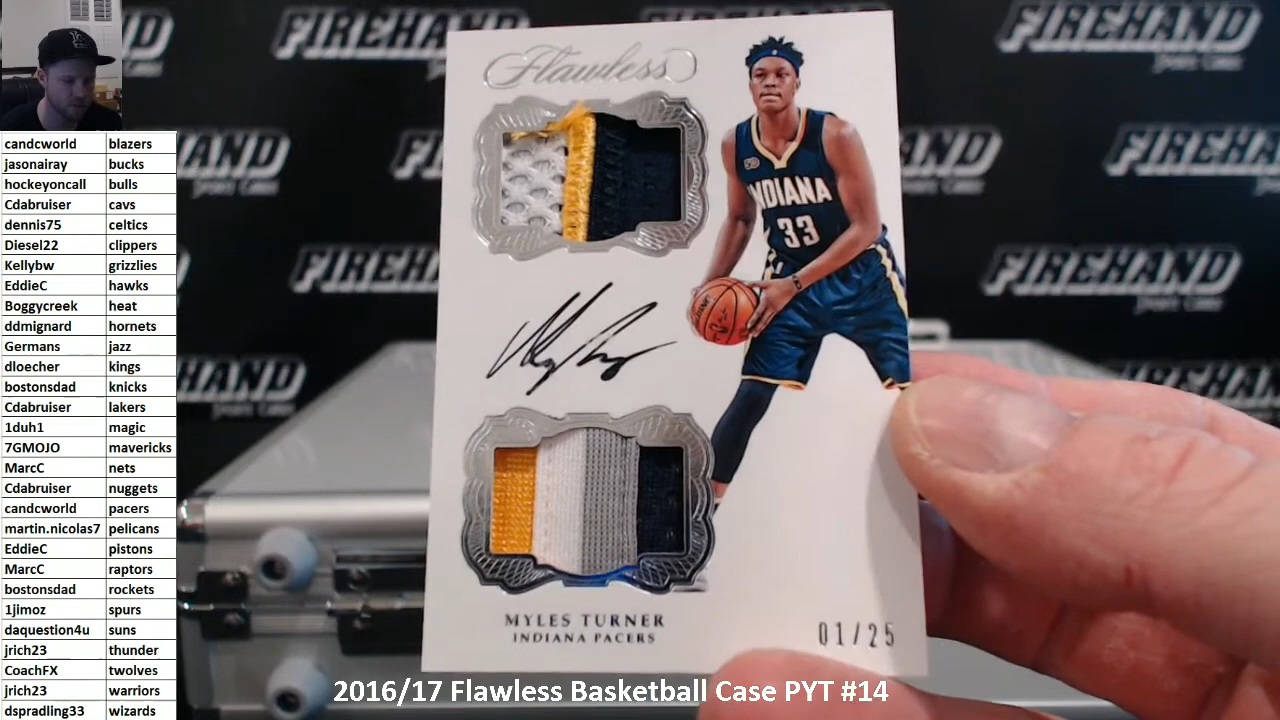 candcworld blazers
jasonairay bucks
hockeyoncall bulls
Cdabruiser cavs
dennis75 celtics
Diesel22 clippers
Kellybw grizzlies
EddieC hawks
Boggycreek heat
ddmignard hornets
Germans jazz
dloecher kings
bostonsdad knicks
Cdabruiser lakers
1duh1 magic
7GMOJO mavericks
MarcC nets
Cdabruiser nuggets
candcworld pacers
martin.nicolas7 pelicans
EddieC pistons
MarcC raptors
bostonsdad rockets
1jimoz spurs
daquestion4u suns
jrich23 thunder
CoachFX twolves
jrich23 warriors
dspradling33 wizards
FIREHAND
FIREHAND
FIREHAND
FIREHAND
FIREHAND
Flawless
INDIANA
33
MYLES TURNER
INDIANA PACERS
01/25
2016/17 Flawless Basketball Case PYT #14